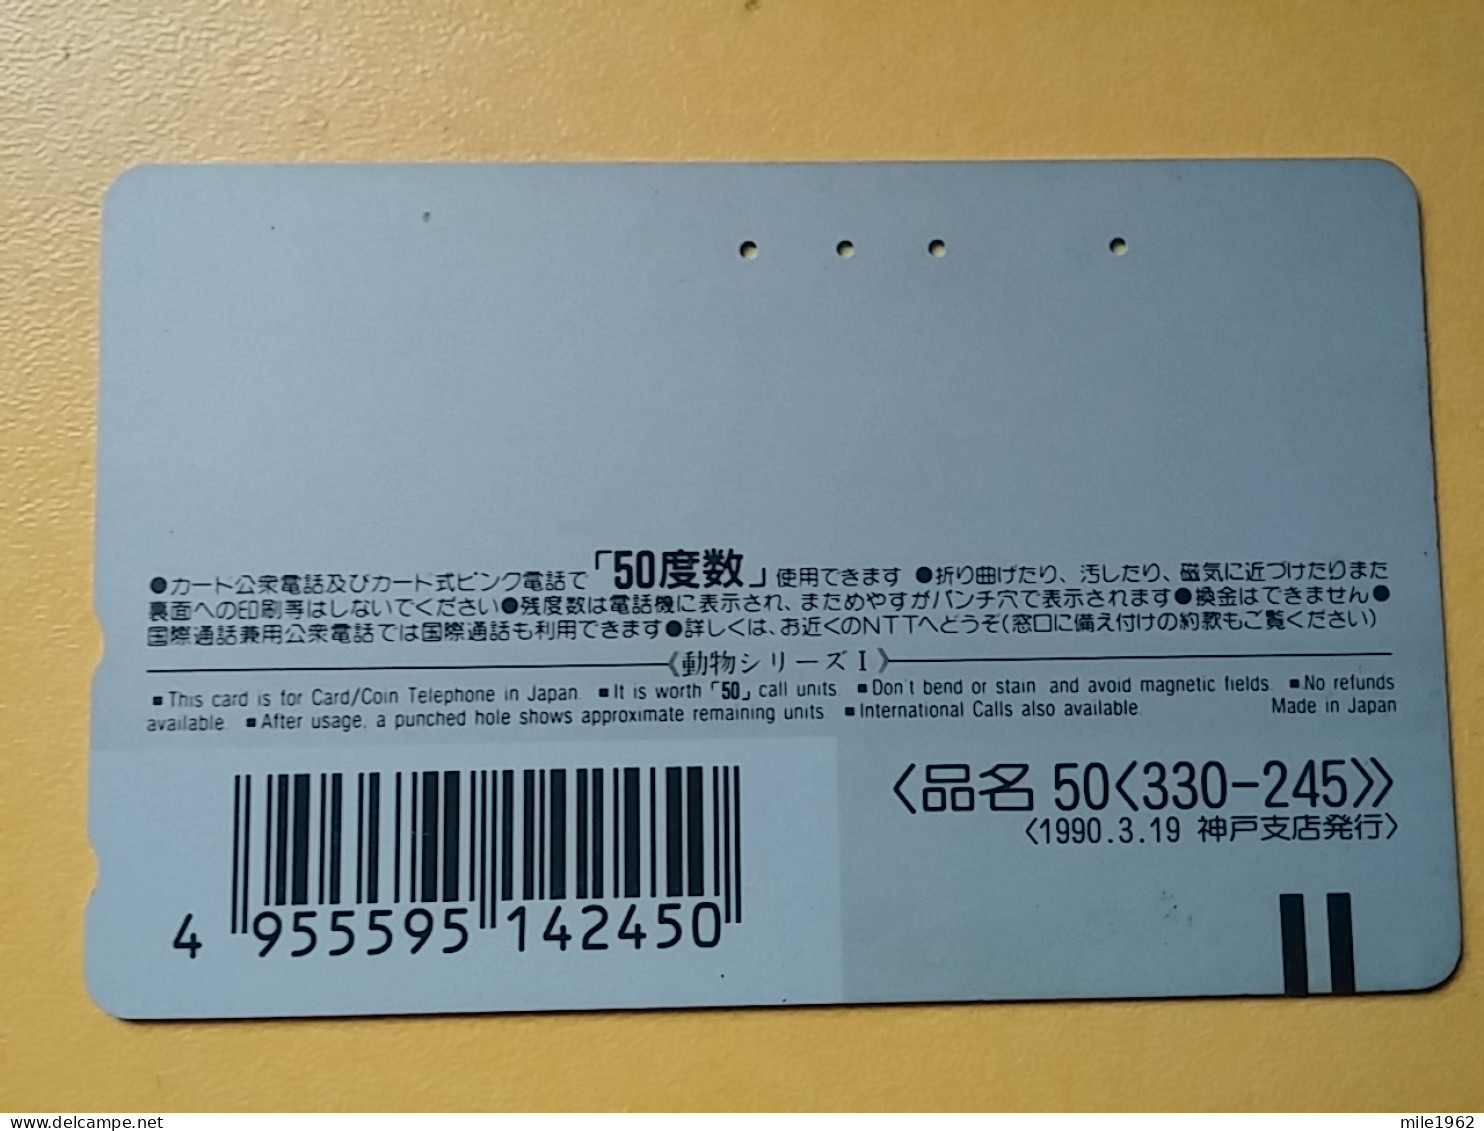 ●カード公衆電話及びカード式ピンク電話で「50度数」使用できます ●折り曲げたり、汚したり、磁気に近づけたりまた
裏面への印刷等はしないでください●残度数は電話機に表示され、まためやすがパンチ穴で表示されます●換金はできません●
国際通話兼用公衆電話では国際通話も利用できます●詳しくは、お近くのNTTへどうぞ(窓口に備え付けの約款もご覧ください)
《動物シリーズI》
■This card is for Card/Coin Telephone in Japan. ■It is worth「50」call units. ■Don't bend or stain and avoid magnetic fields. ■No refunds
available. ■After usage, a punched hole shows approximate remaining units. ■International Calls also available. Made in Japan
〈品名 50〈330-245〉〉
〈1990.3.19 神戸支店発行〉
4 955595 142450
mile1962